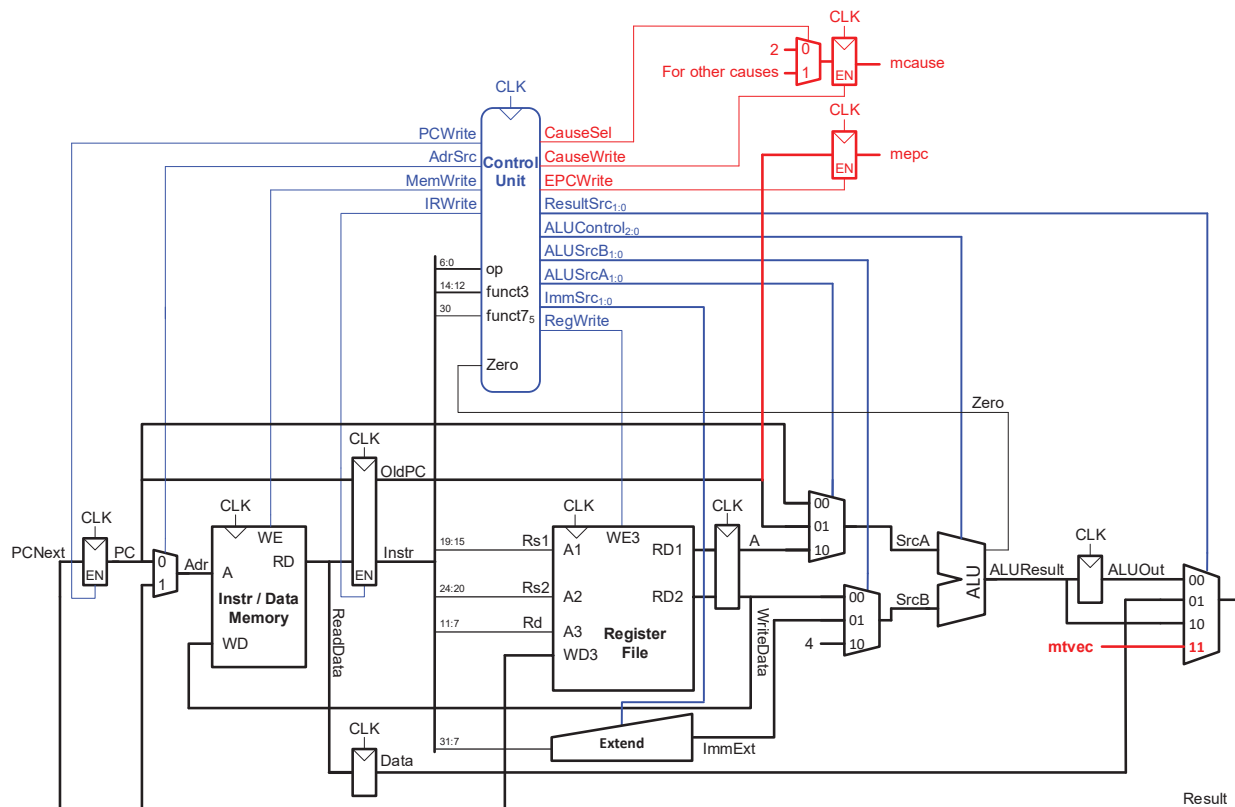 CLK
2
0
For other causes
1
EN
mcause
CLK
CLK
EN
mepc
PCWrite
AdrSrc
MemWrite
IRWrite
Control
Unit
CauseSel
CauseWrite
EPCWrite
ResultSrc1:0
ALUControl2:0
ALUSrcB1:0
ALUSrcA1:0
ImmSrc1:0
RegWrite
6:0
op
14:12
funct3
30
funct75
Zero
Zero
CLK
OldPC
CLK
CLK
CLK
CLK
CLK
PCNext
PC
EN
0
1
Adr
WE
A
RD
Instr / Data
Memory
WD
ReadData
Instr
EN
19:15
Rs1
A1
WE3
RD1
A
24:20
Rs2
A2
RD2
11:7
Rd
A3
WD3
Register
File
WriteData
00
01
10
SrcA
00
01
4
10
SrcB
ALU
ALUResult
ALUOut
00
01
10
mtvec
11
31:7
Extend
ImmExt
CLK
Data
Result